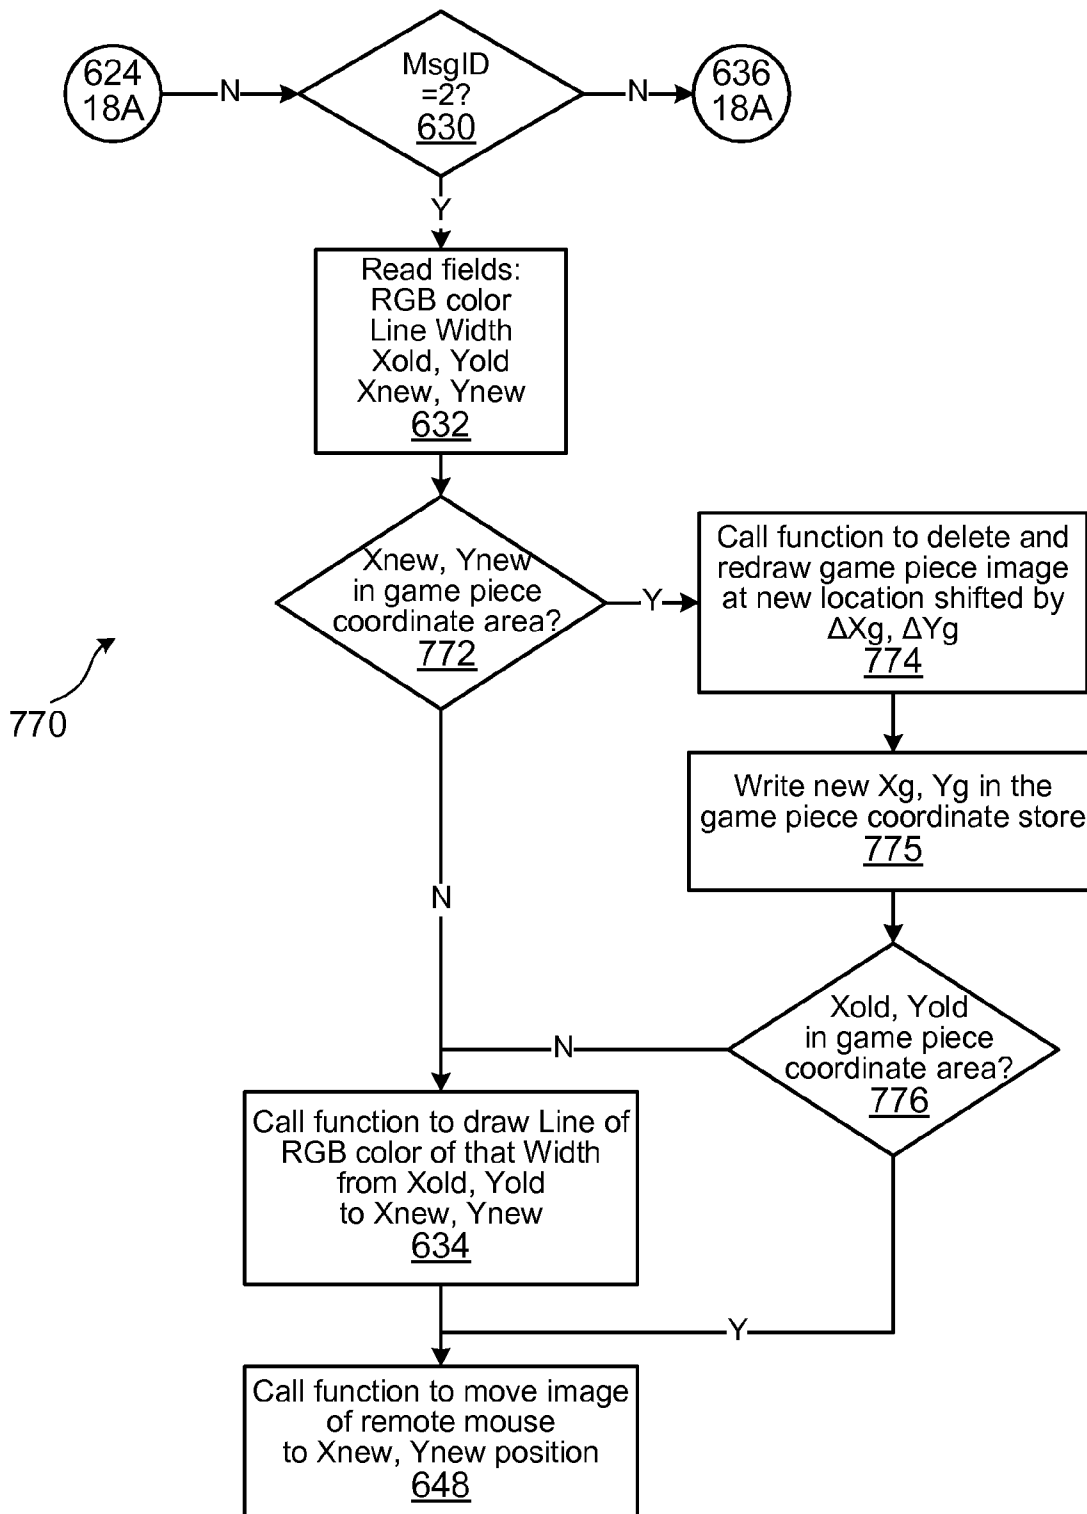 624
18A
N
MsgID
=2?
630
N
636
18A
Y
Read fields:
RGB color
Line Width
Xold, Yold
Xnew, Ynew
632
Xnew, Ynew
in game piece
coordinate area?
772
Y
Call function to delete and
redraw game piece image
at new location shifted by
ΔXg, ΔYg
774
770
Write new Xg, Yg in the
game piece coordinate store
775
N
Xold, Yold
in game piece
coordinate area?
776
N
Call function to draw Line of
RGB color of that Width
from Xold, Yold
to Xnew, Ynew
634
Y
Call function to move image
of remote mouse
to Xnew, Ynew position
648